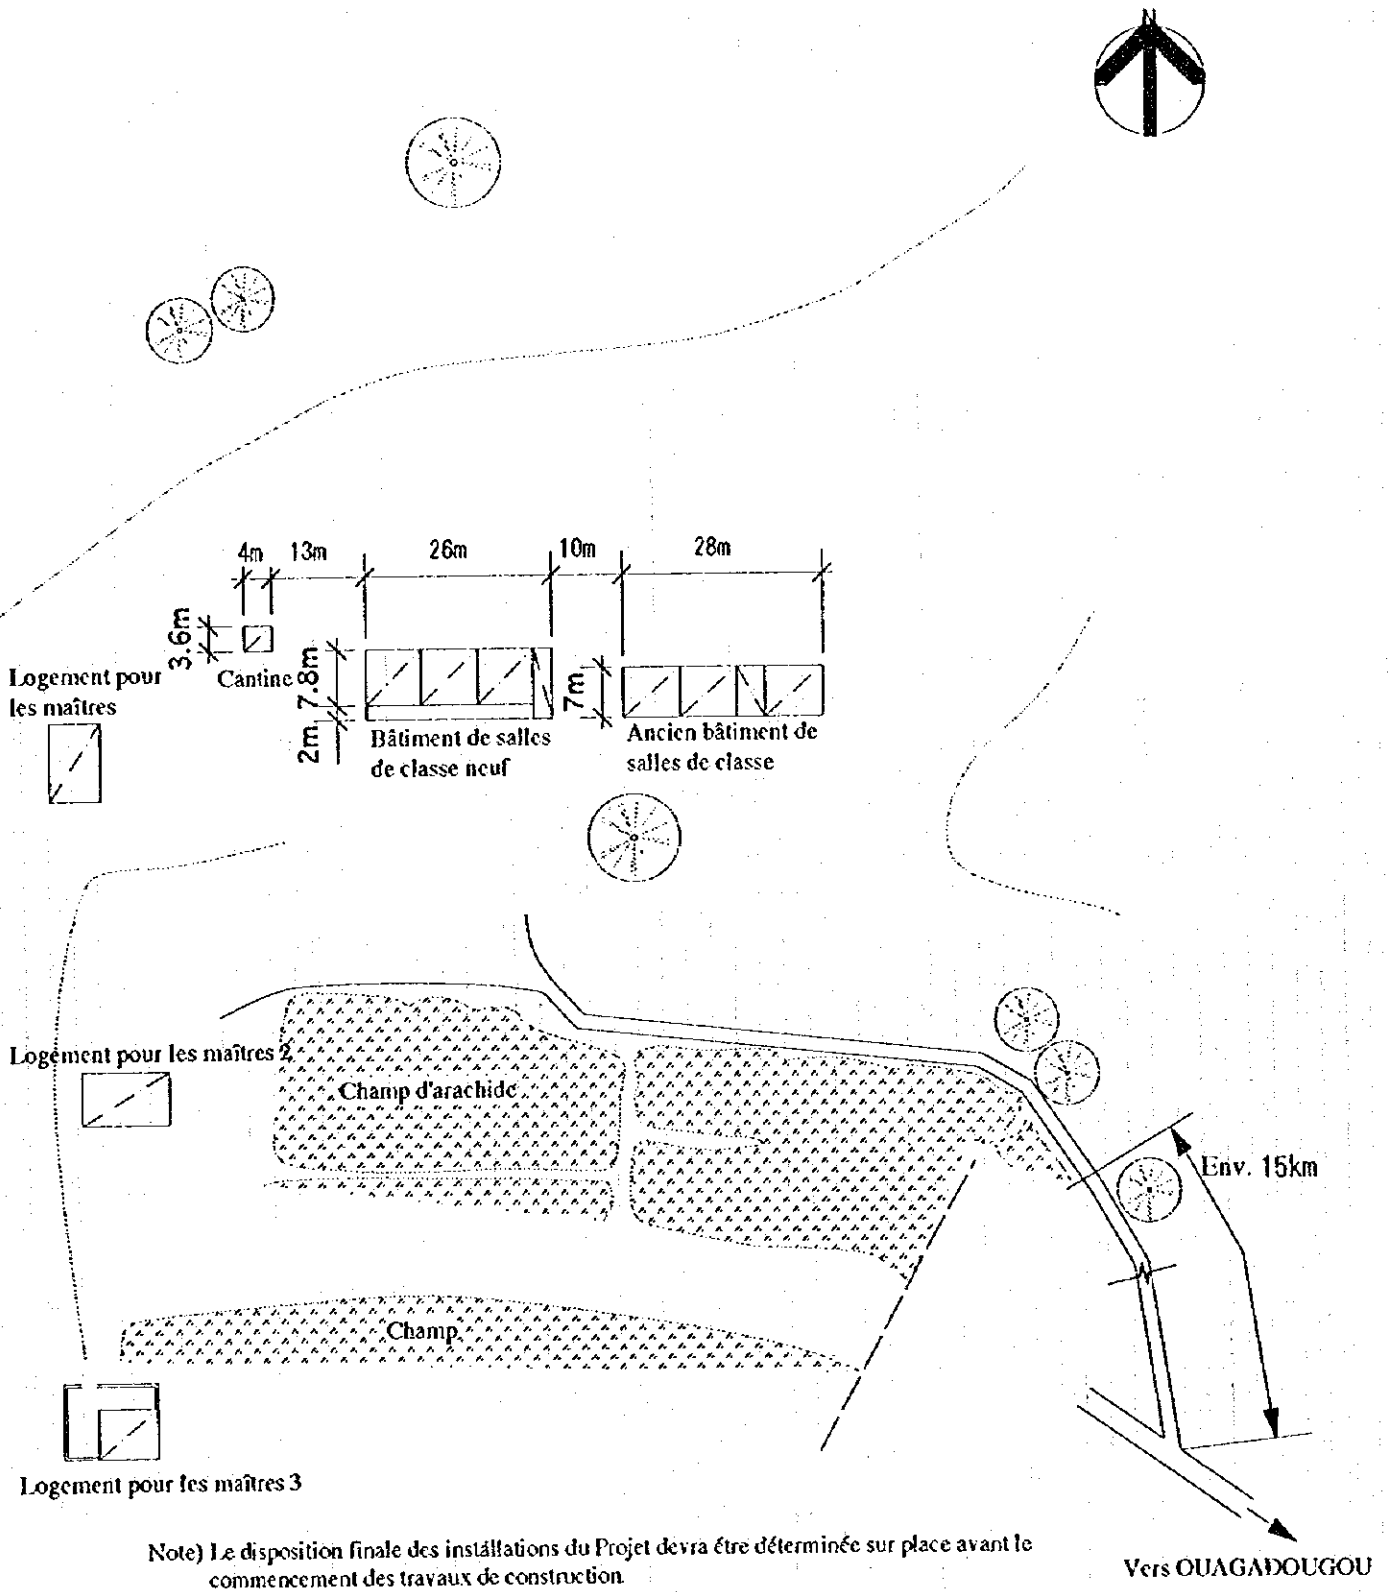 N
4m 13m 26m 10m 28m
3.6m
7.8m
2m
7m
Logement pour
les maîtres
Cantine
Bâtiment de salles
de classe neuf
Ancien bâtiment de
salles de classe
Logement pour les maîtres 2
Champ d'arachide
Env. 15km
Champ
Logement pour les maîtres 3
Note) Le disposition finale des installations du Projet devra être déterminée sur place avant le
commencement des travaux de construction.
Vers OUAGADOUGOU